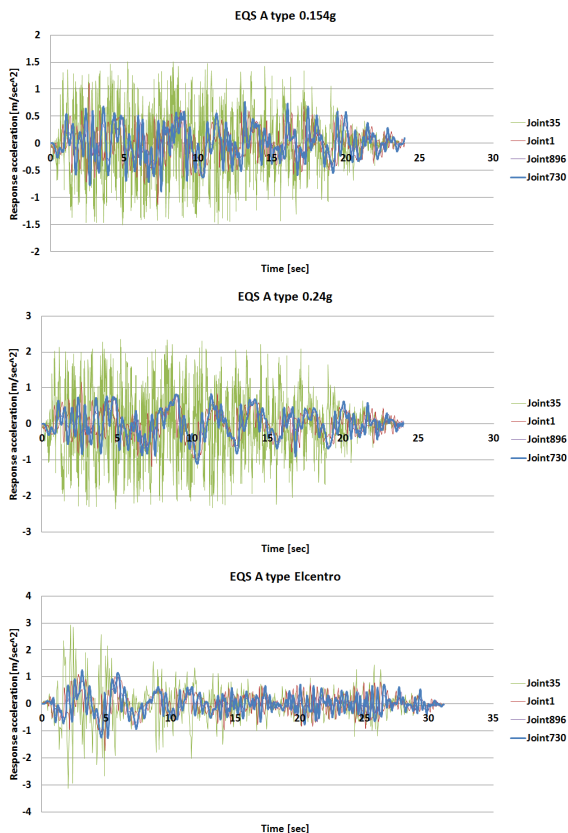 EQS A type 0.154g
Response acceleration[m/sec^2]
2
1.5
1
0.5
0
-0.5
-1
-1.5
-2
0 5 10 15 20 25 30
Time [sec]
Joint35
Joint1
Joint896
Joint730
EQS A type 0.24g
Response acceleration[m/sec^2]
3
2
1
0
-1
-2
-3
0 5 10 15 20 25 30
Time [sec]
Joint35
Joint1
Joint896
Joint730
EQS A type Elcentro
Response acceleration[m/sec^2]
4
3
2
1
0
-1
-2
-3
-4
0 5 10 15 20 25 30 35
Time [sec]
Joint35
Joint1
Joint896
Joint730